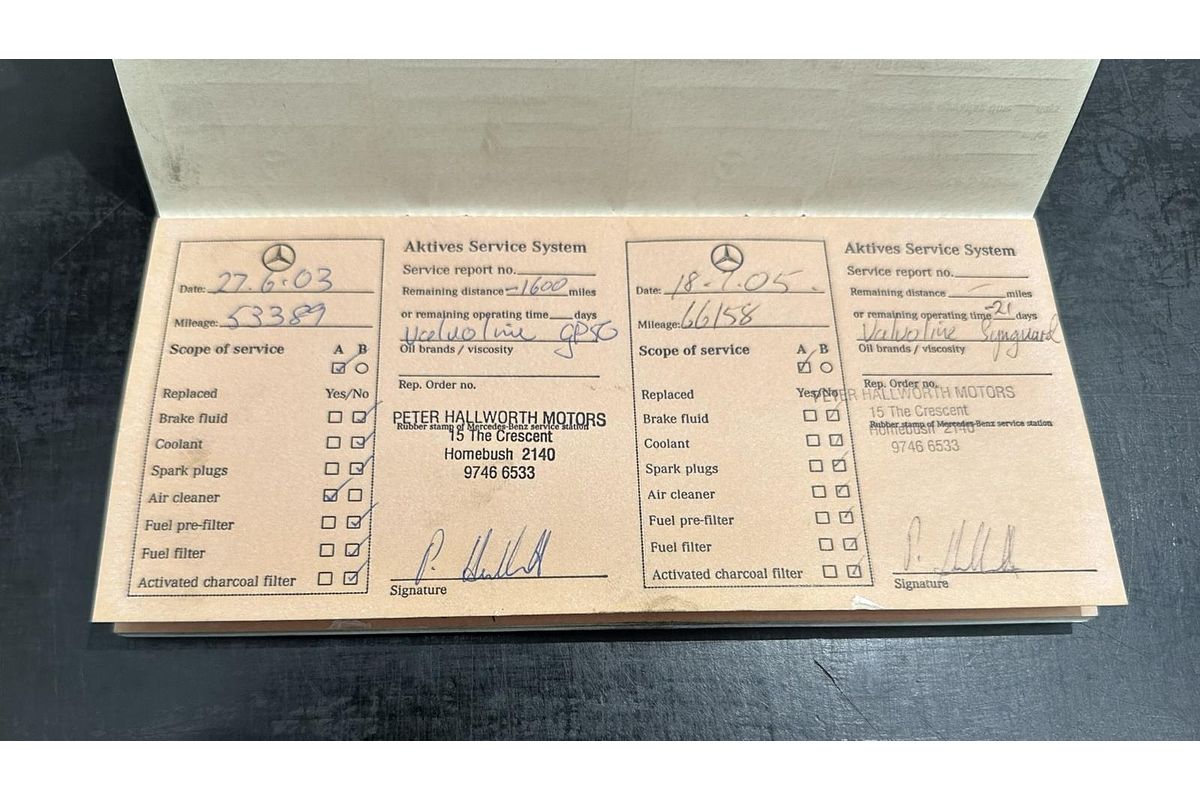 Aktives Service System
Service report no.
Date: 27.6.03
Remaining distance -1600 miles
or remaining operating time days
Mileage: 53389
Valvoline GP50
Oil brands / viscosity
Scope of service A B
Rep. Order no.
Replaced Yes/No
Brake fluid
Coolant
Spark plugs
Air cleaner
Fuel pre-filter
Fuel filter
Activated charcoal filter
PETER HALLWORTH MOTORS
Rubber stamp of Mercedes-Benz service station
15 The Crescent
Homebush 2140
9746 6533
P. Hallworth
Signature
Aktives Service System
Service report no.
Date: 05.
Remaining distance miles
or remaining operating time -21 days
Mileage: 66158
Valvoline Synguard
Oil brands / viscosity
Scope of service A B
Rep. Order no.
Replaced Yes/No
Brake fluid
Coolant
Spark plugs
Air cleaner
Fuel pre-filter
Fuel filter
Activated charcoal filter
PETER HALLWORTH MOTORS
15 The Crescent
Rubber stamp of Mercedes-Benz service station
Homebush 2140
9746 6533
P. Hallworth
Signature